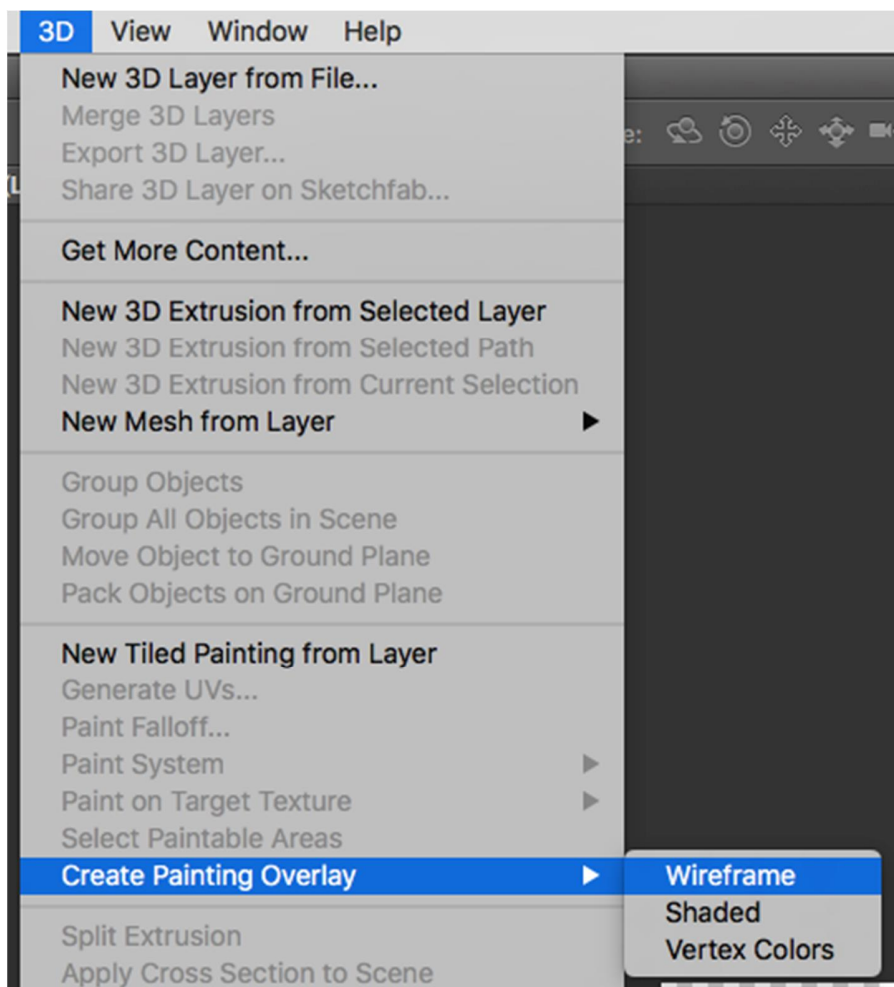 3D View Window Help
New 3D Layer from File...
Merge 3D Layers
Export 3D Layer...
Share 3D Layer on Sketchfab...
Get More Content...
New 3D Extrusion from Selected Layer
New 3D Extrusion from Selected Path
New 3D Extrusion from Current Selection
New Mesh from Layer
Group Objects
Group All Objects in Scene
Move Object to Ground Plane
Pack Objects on Ground Plane
New Tiled Painting from Layer
Generate UVs...
Paint Falloff...
Paint System
Paint on Target Texture
Select Paintable Areas
Create Painting Overlay
Wireframe
Shaded
Vertex Colors
Split Extrusion
Apply Cross Section to Scene